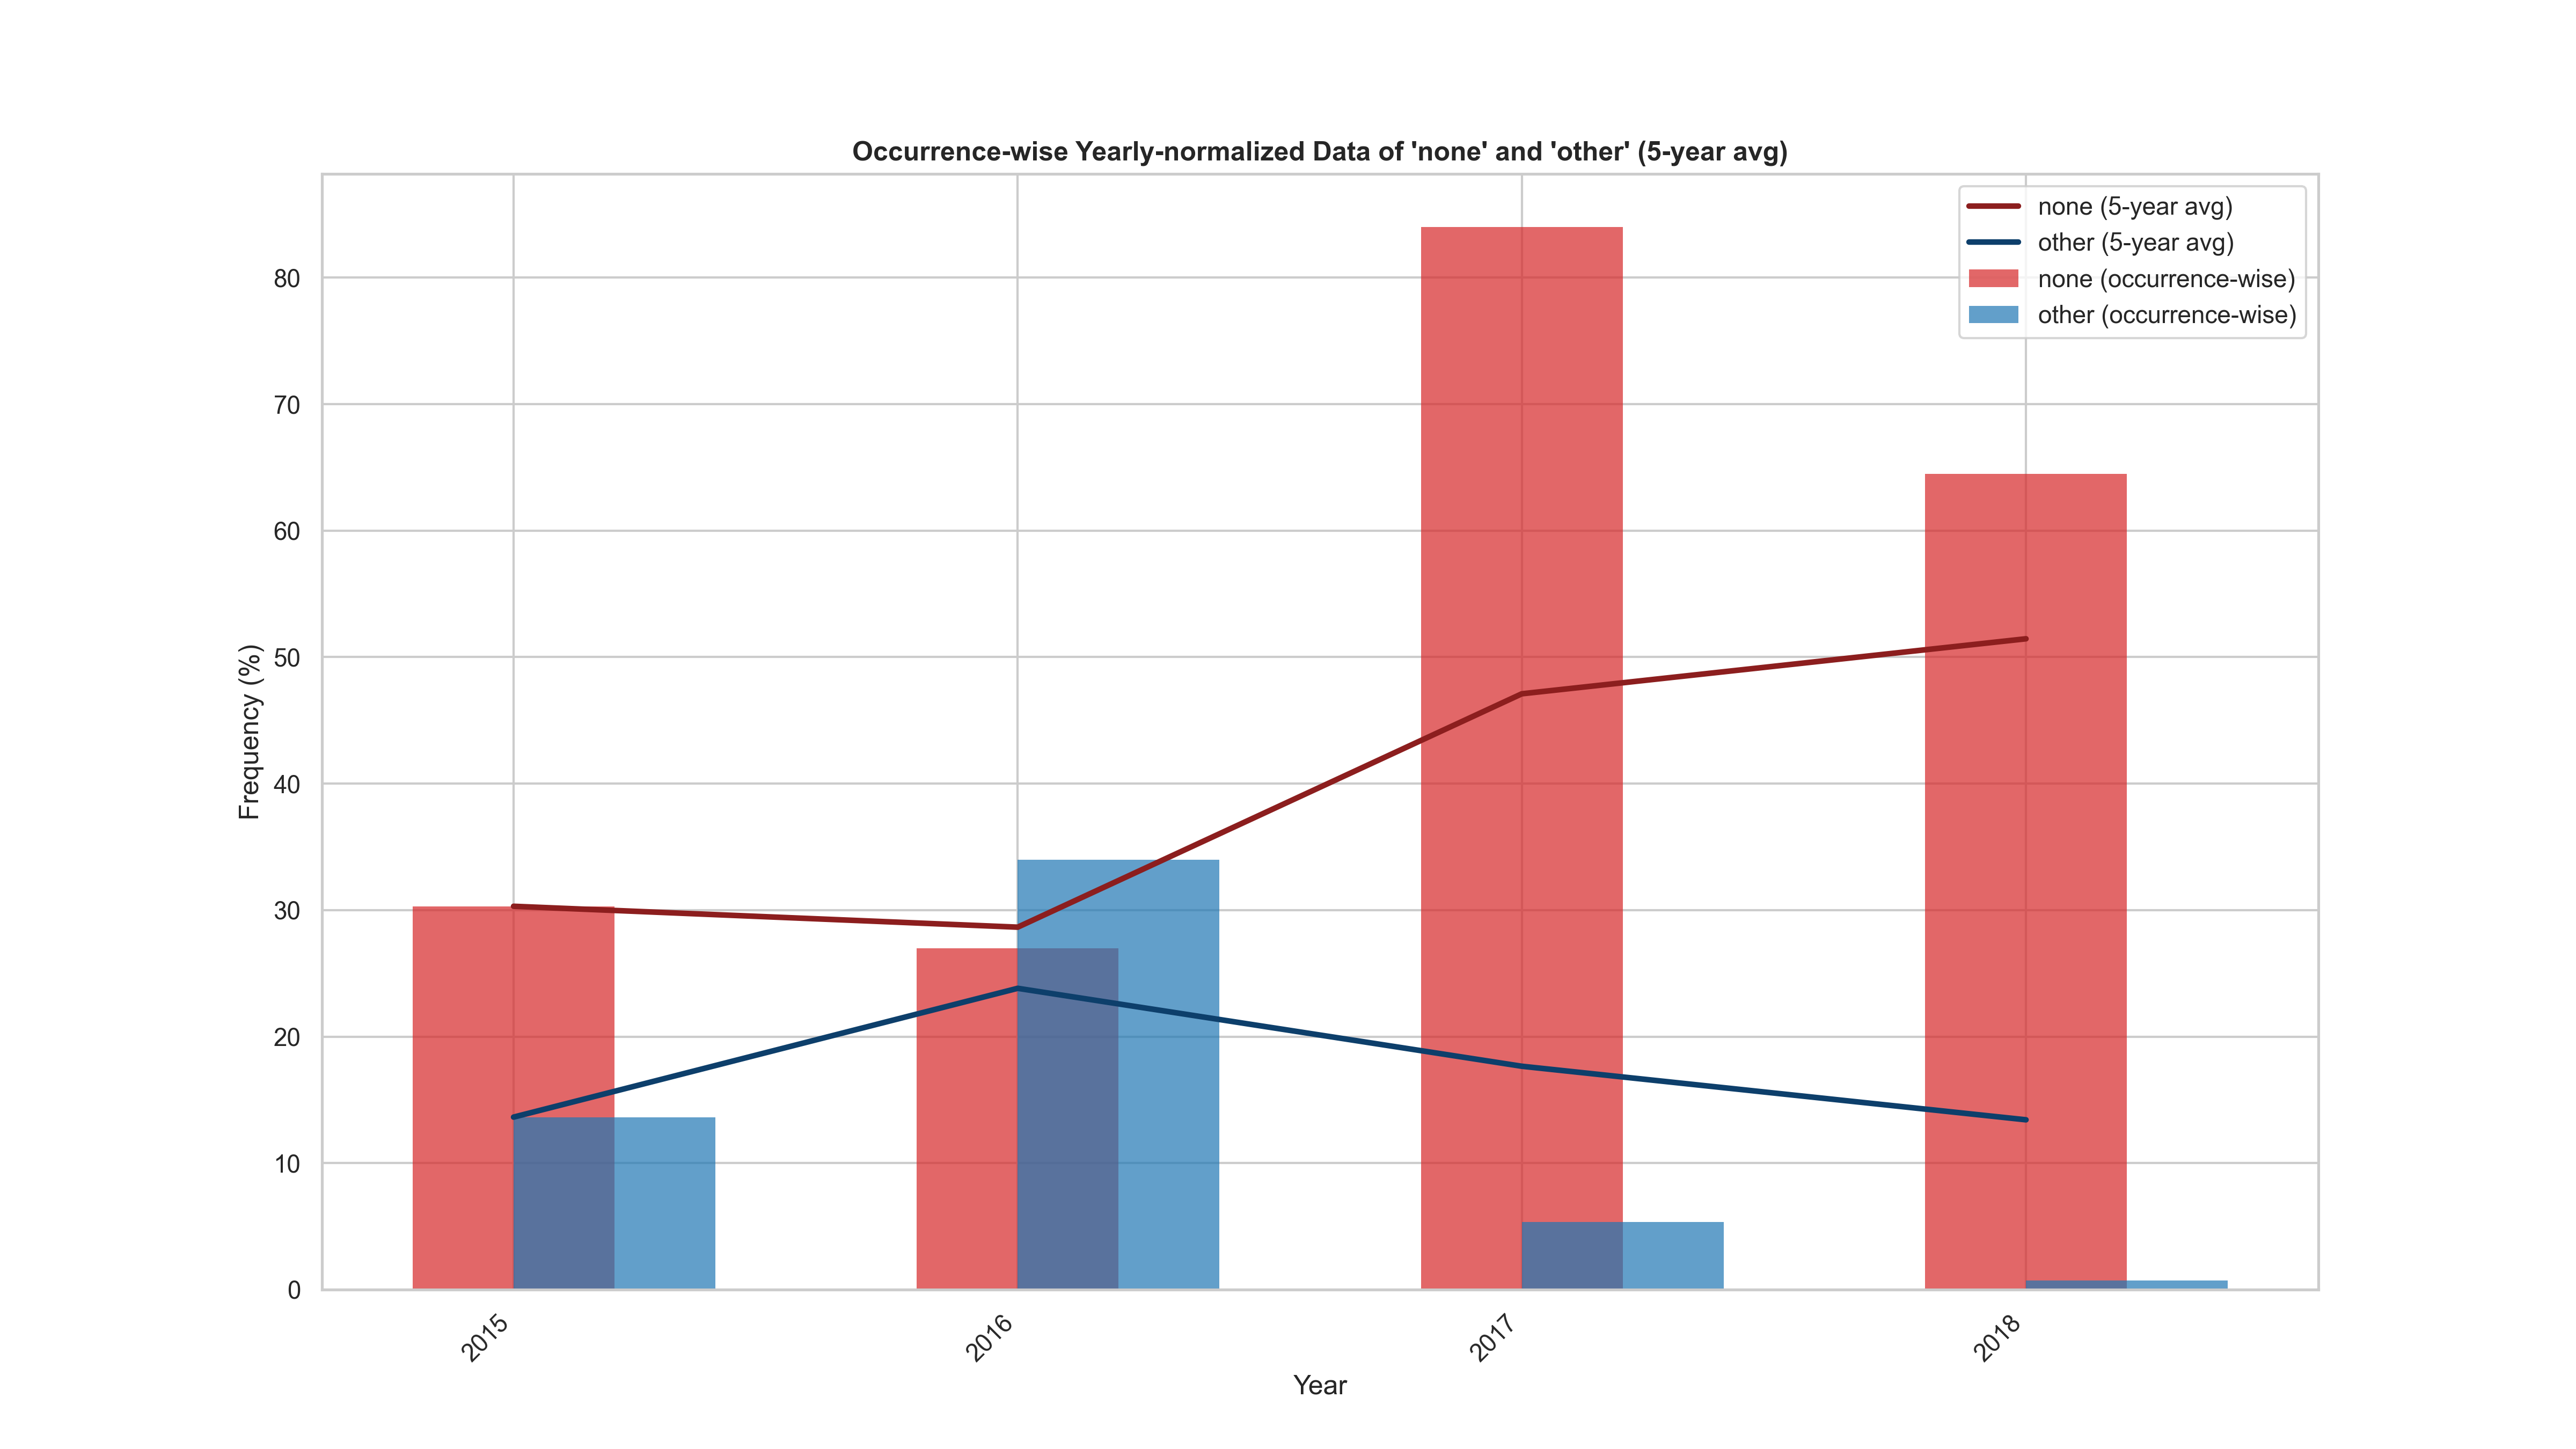 Occurrence-wise Yearly-normalized Data of 'none' and 'other' (5-year avg)
none (5-year avg)
other (5-year avg)
none (occurrence-wise)
other (occurrence-wise)
80
70
60
50
40
30
20
10
0
Frequency (%)
2015
2016
2017
2018
Year